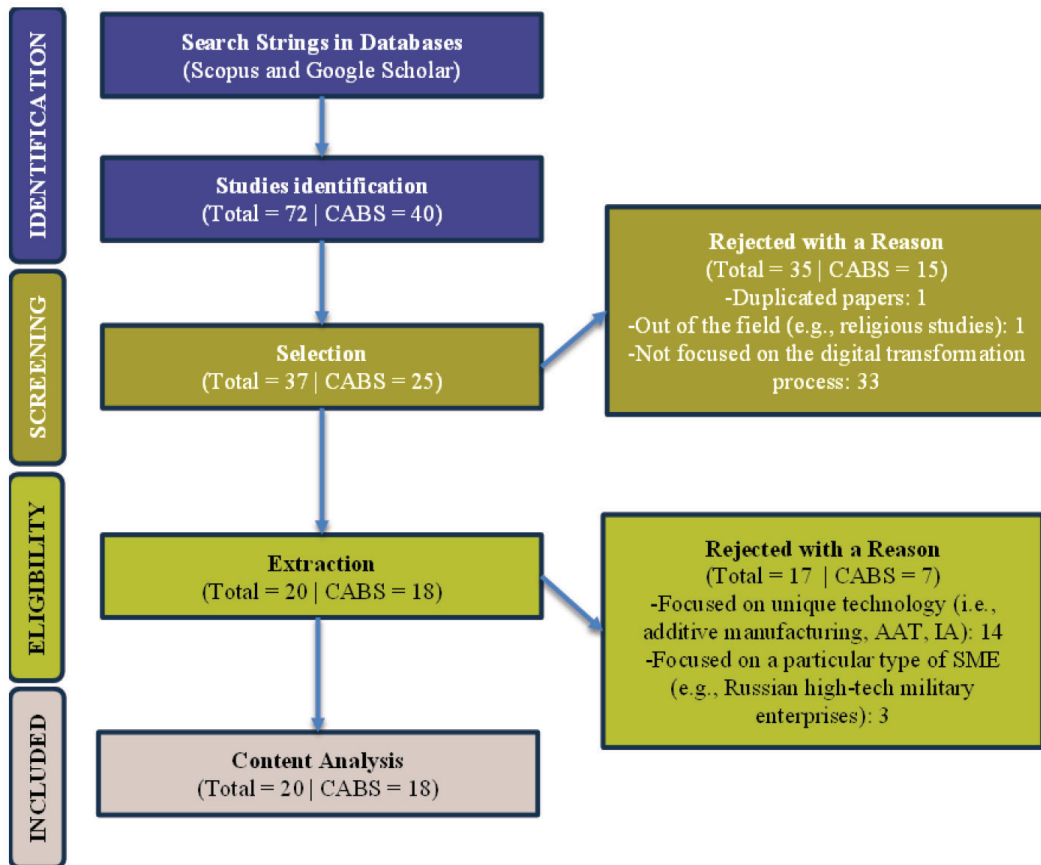 IDENTIFICATION
Search Strings in Databases
(Scopus and Google Scholar)
Studies identification
(Total = 72 | CABS = 40)
SCREENING
Selection
(Total = 37 | CABS = 25)
Rejected with a Reason
(Total = 35 | CABS = 15)
-Duplicated papers: 1
-Out of the field (e.g., religious studies): 1
-Not focused on the digital transformation
process: 33
ELIGIBILITY
Extraction
(Total = 20 | CABS = 18)
Rejected with a Reason
(Total = 17 | CABS = 7)
-Focused on unique technology (i.e.,
additive manufacturing, AAT, IA): 14
-Focused on a particular type of SME
(e.g., Russian high-tech military
enterprises): 3
INCLUDED
Content Analysis
(Total = 20 | CABS = 18)